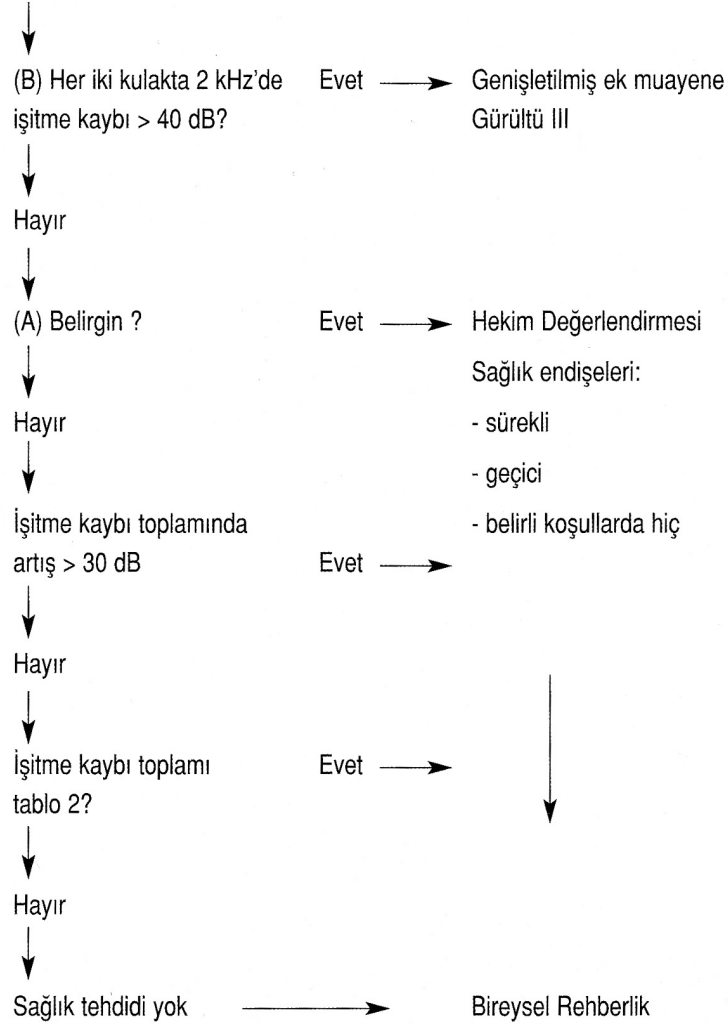 (B) Her iki kulakta 2 kHz'de Evet Genişletilmiş ek muayene
işitme kaybı > 40 dB? Gürültü III
Hayır
(A) Belirgin ? Evet Hekim Değerlendirmesi
Sağlık endişeleri:
Hayır - sürekli
- geçici
İşitme kaybı toplamında - belirli koşullarda hiç
artış > 30 dB Evet
Hayır
İşitme kaybı toplamı Evet
tablo 2?
Hayır
Sağlık tehdidi yok Bireysel Rehberlik